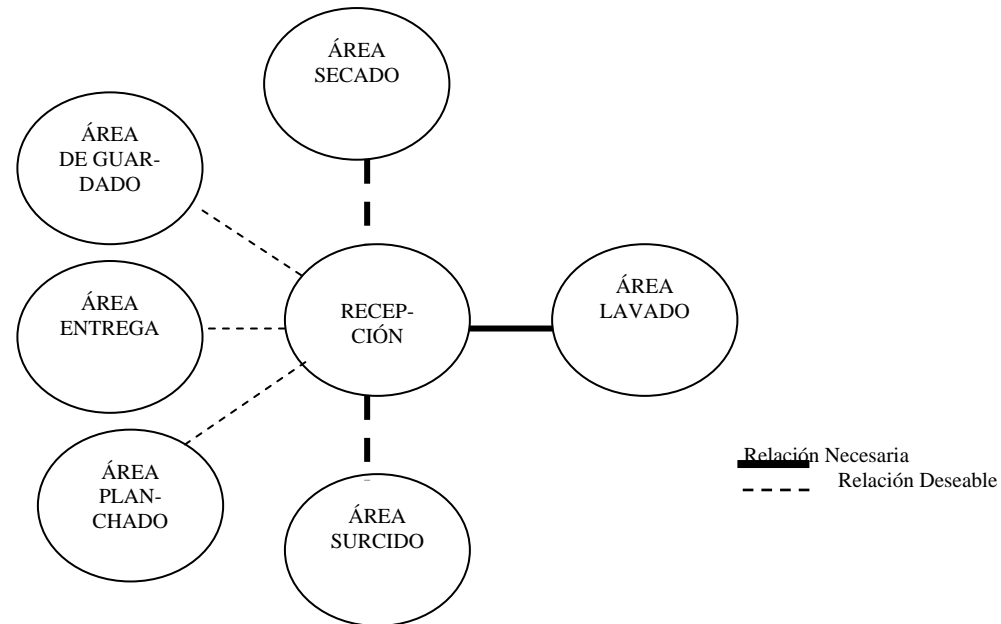 ÁREA
SECADO
ÁREA
DE GUAR-
DADO
ÁREA
ENTREGA
RECEP-
CIÓN
ÁREA
LAVADO
ÁREA
PLAN-
CHADO
ÁREA
SURCIDO
Relación Necesaria
Relación Deseable